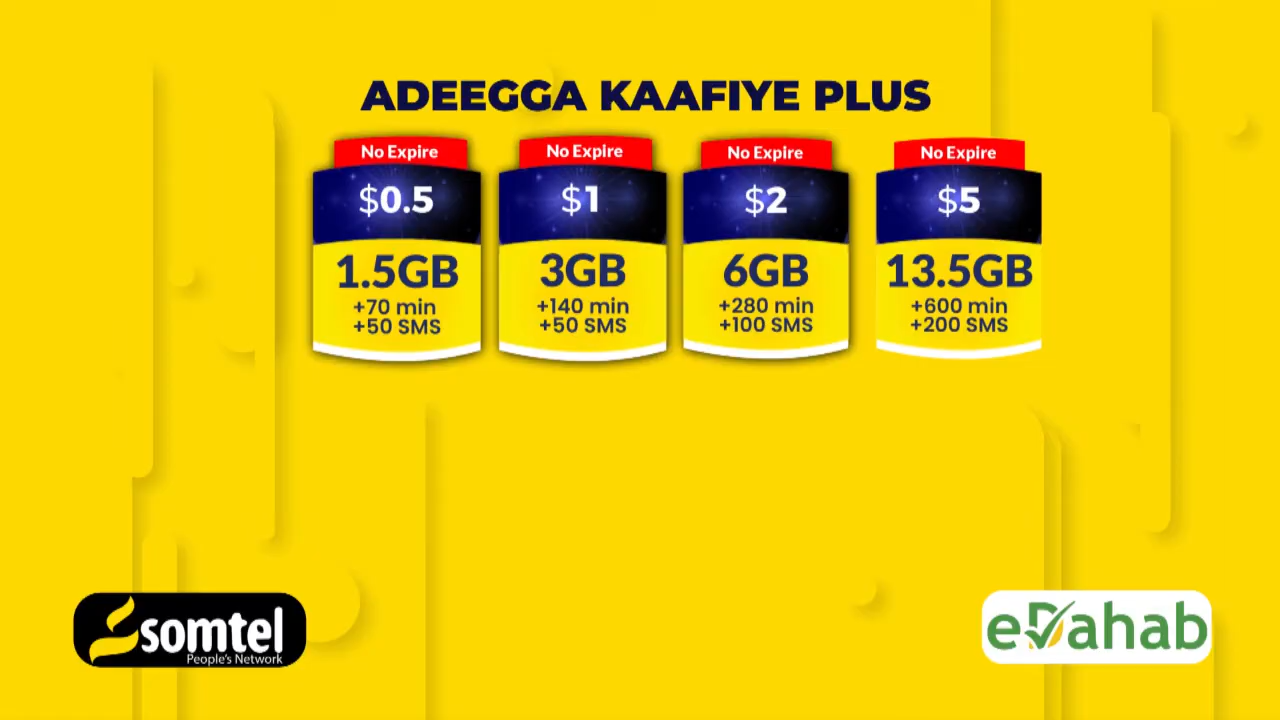 ADEEGGA KAAFIYE PLUS
No Expire
$0.5
1.5GB
+70 min
+50 SMS
No Expire
$1
3GB
+140 min
+50 SMS
No Expire
$2
6GB
+280 min
+100 SMS
No Expire
$5
13.5GB
+600 min
+200 SMS
somtel
People's Network
eDahab